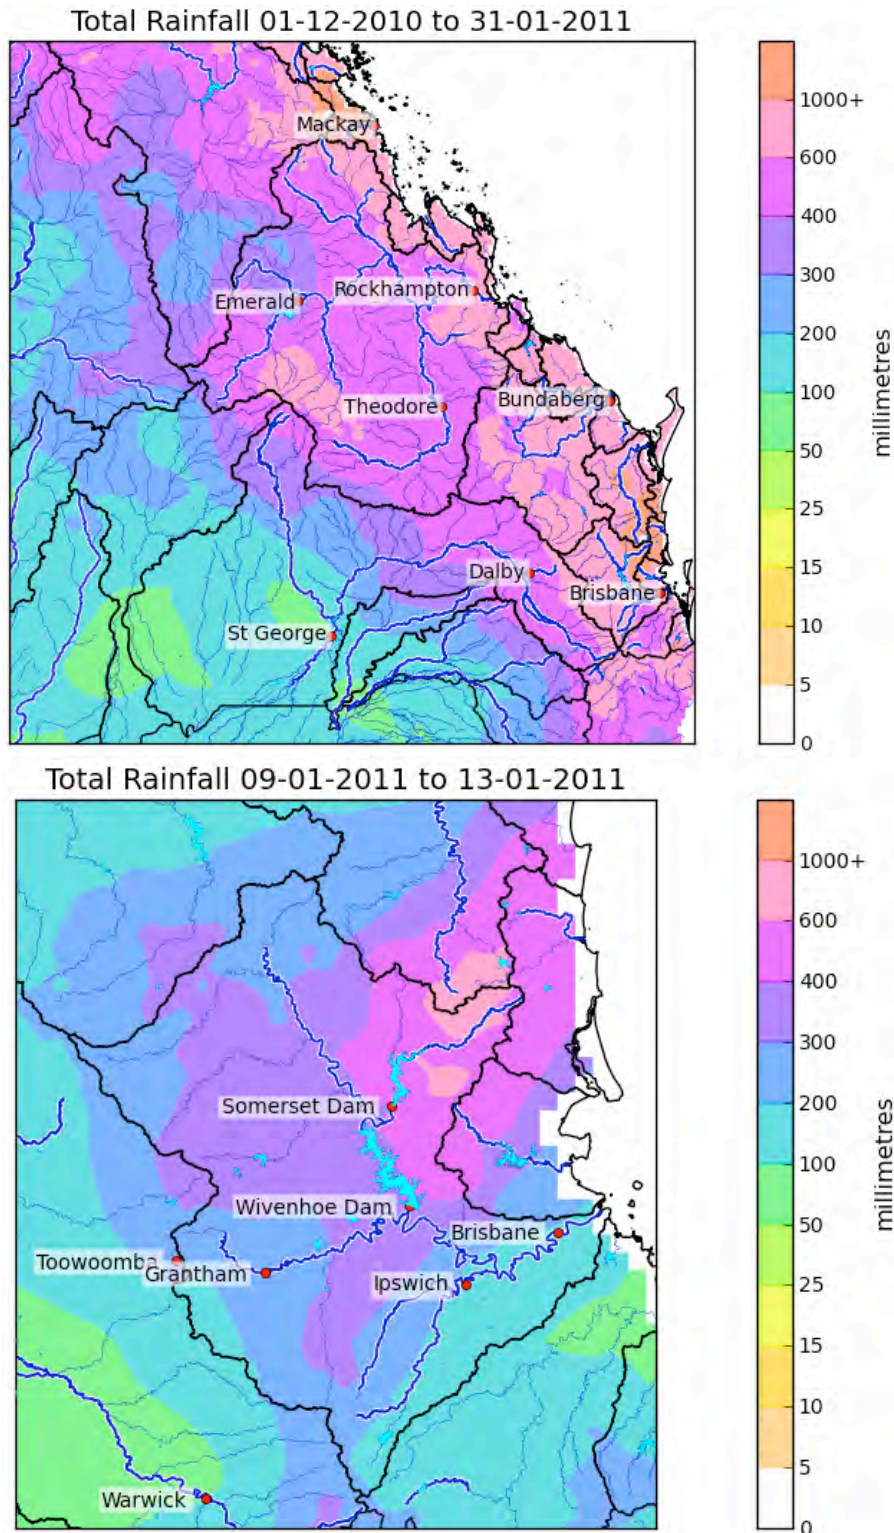 Total Rainfall 01-12-2010 to 31-01-2011
1000+
Mackay
600
400
300
Rockhampton
Emerald
200
millimetres
100
Bundaberg
Theodore
50
25
15
Dalby
Brisbane
10
St George
5
0
Total Rainfall 09-01-2011 to 13-01-2011
1000+
600
400
300
Somerset Dam
200
millimetres
100
Wivenhoe Dam
50
Brisbane
Toowoomba
Grantham
Ipswich
25
15
10
5
Warwick
0